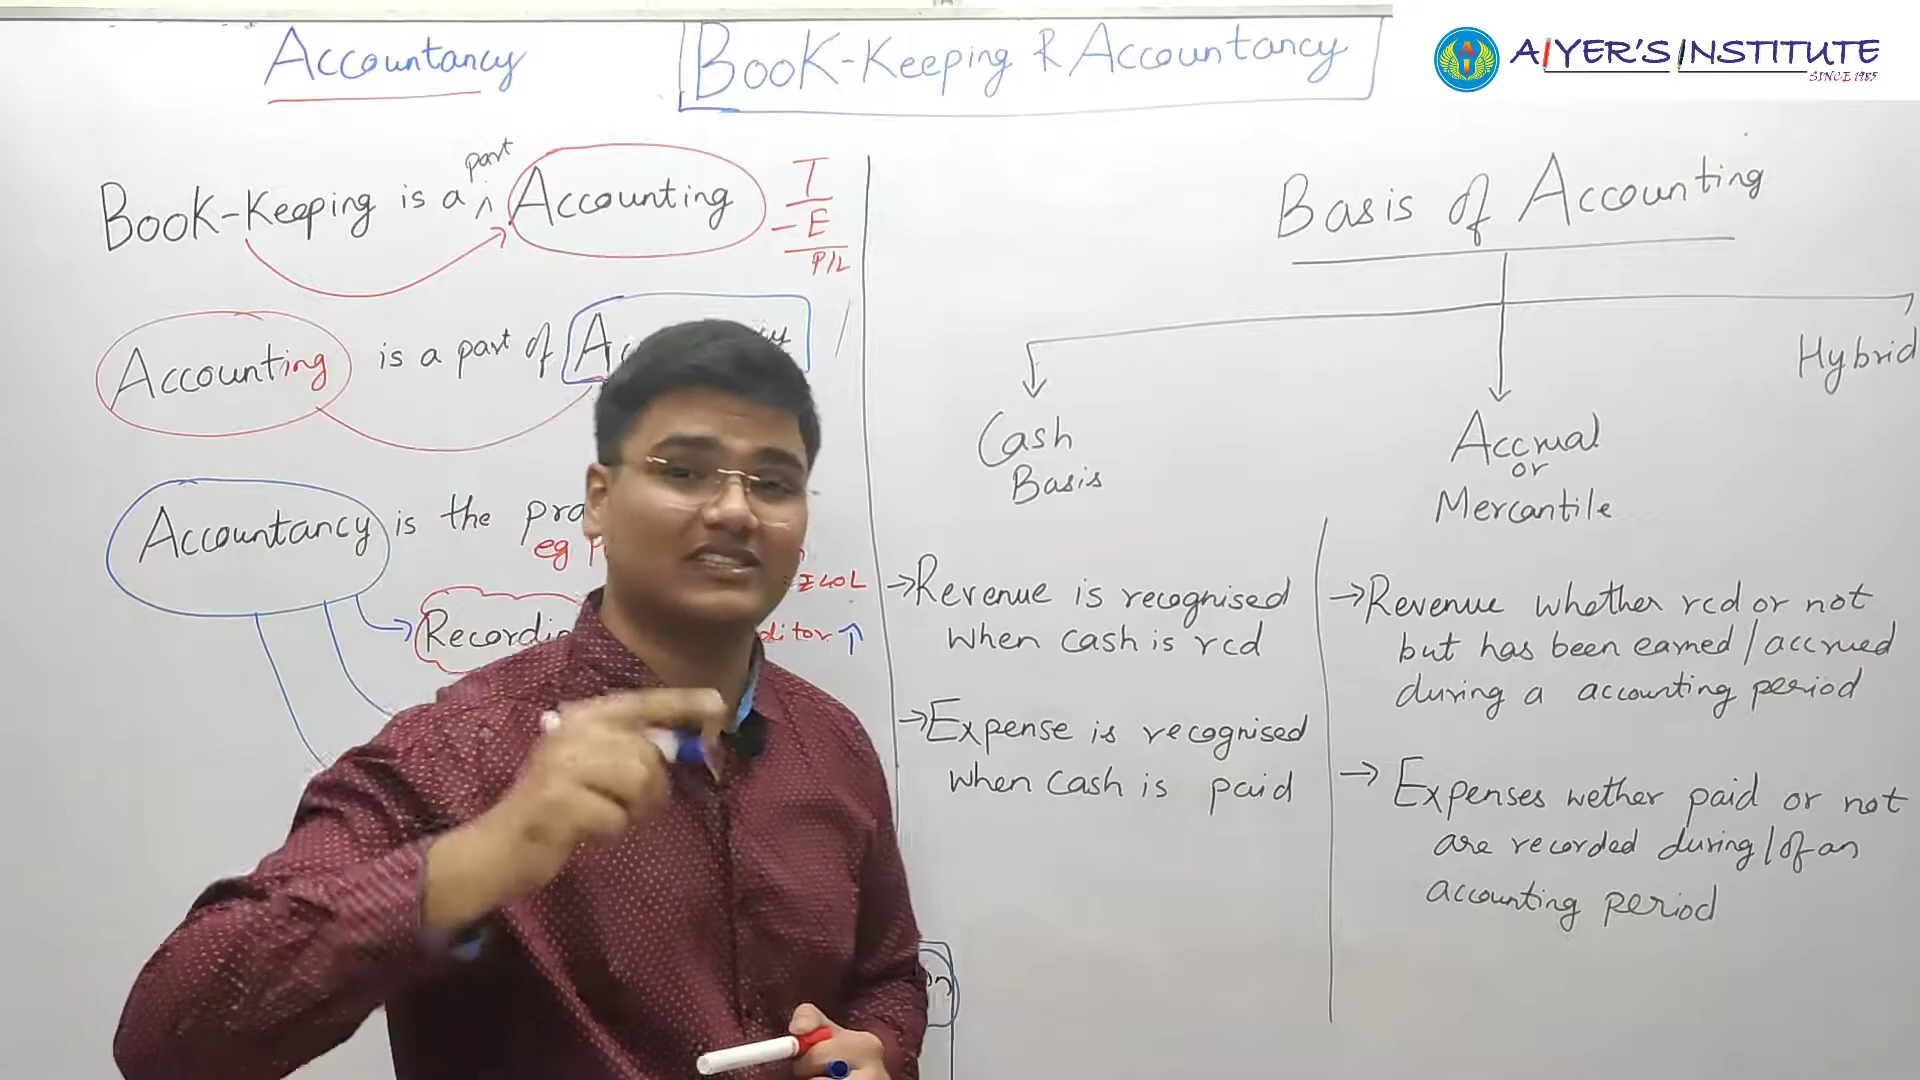 Accountancy
Book-Keeping & Accountancy
AIYER'S INSTITUTE
SINCE 1985
part
Book-Keeping is a ^ Accounting
I
- E
P/L
Accounting is a part of
Accountancy is the
eg
Recording
ditor ↑
Basis of Accounting
Hybrid
Cash
Basis
Accrual
or
Mercantile
→ Revenue is recognised
when cash is rcd
→ Expense is recognised
when cash is paid
→ Revenue whether rcd or not
but has been earned / accrued
during a accounting period
→ Expenses wether paid or not
are recorded during / of an
accounting period